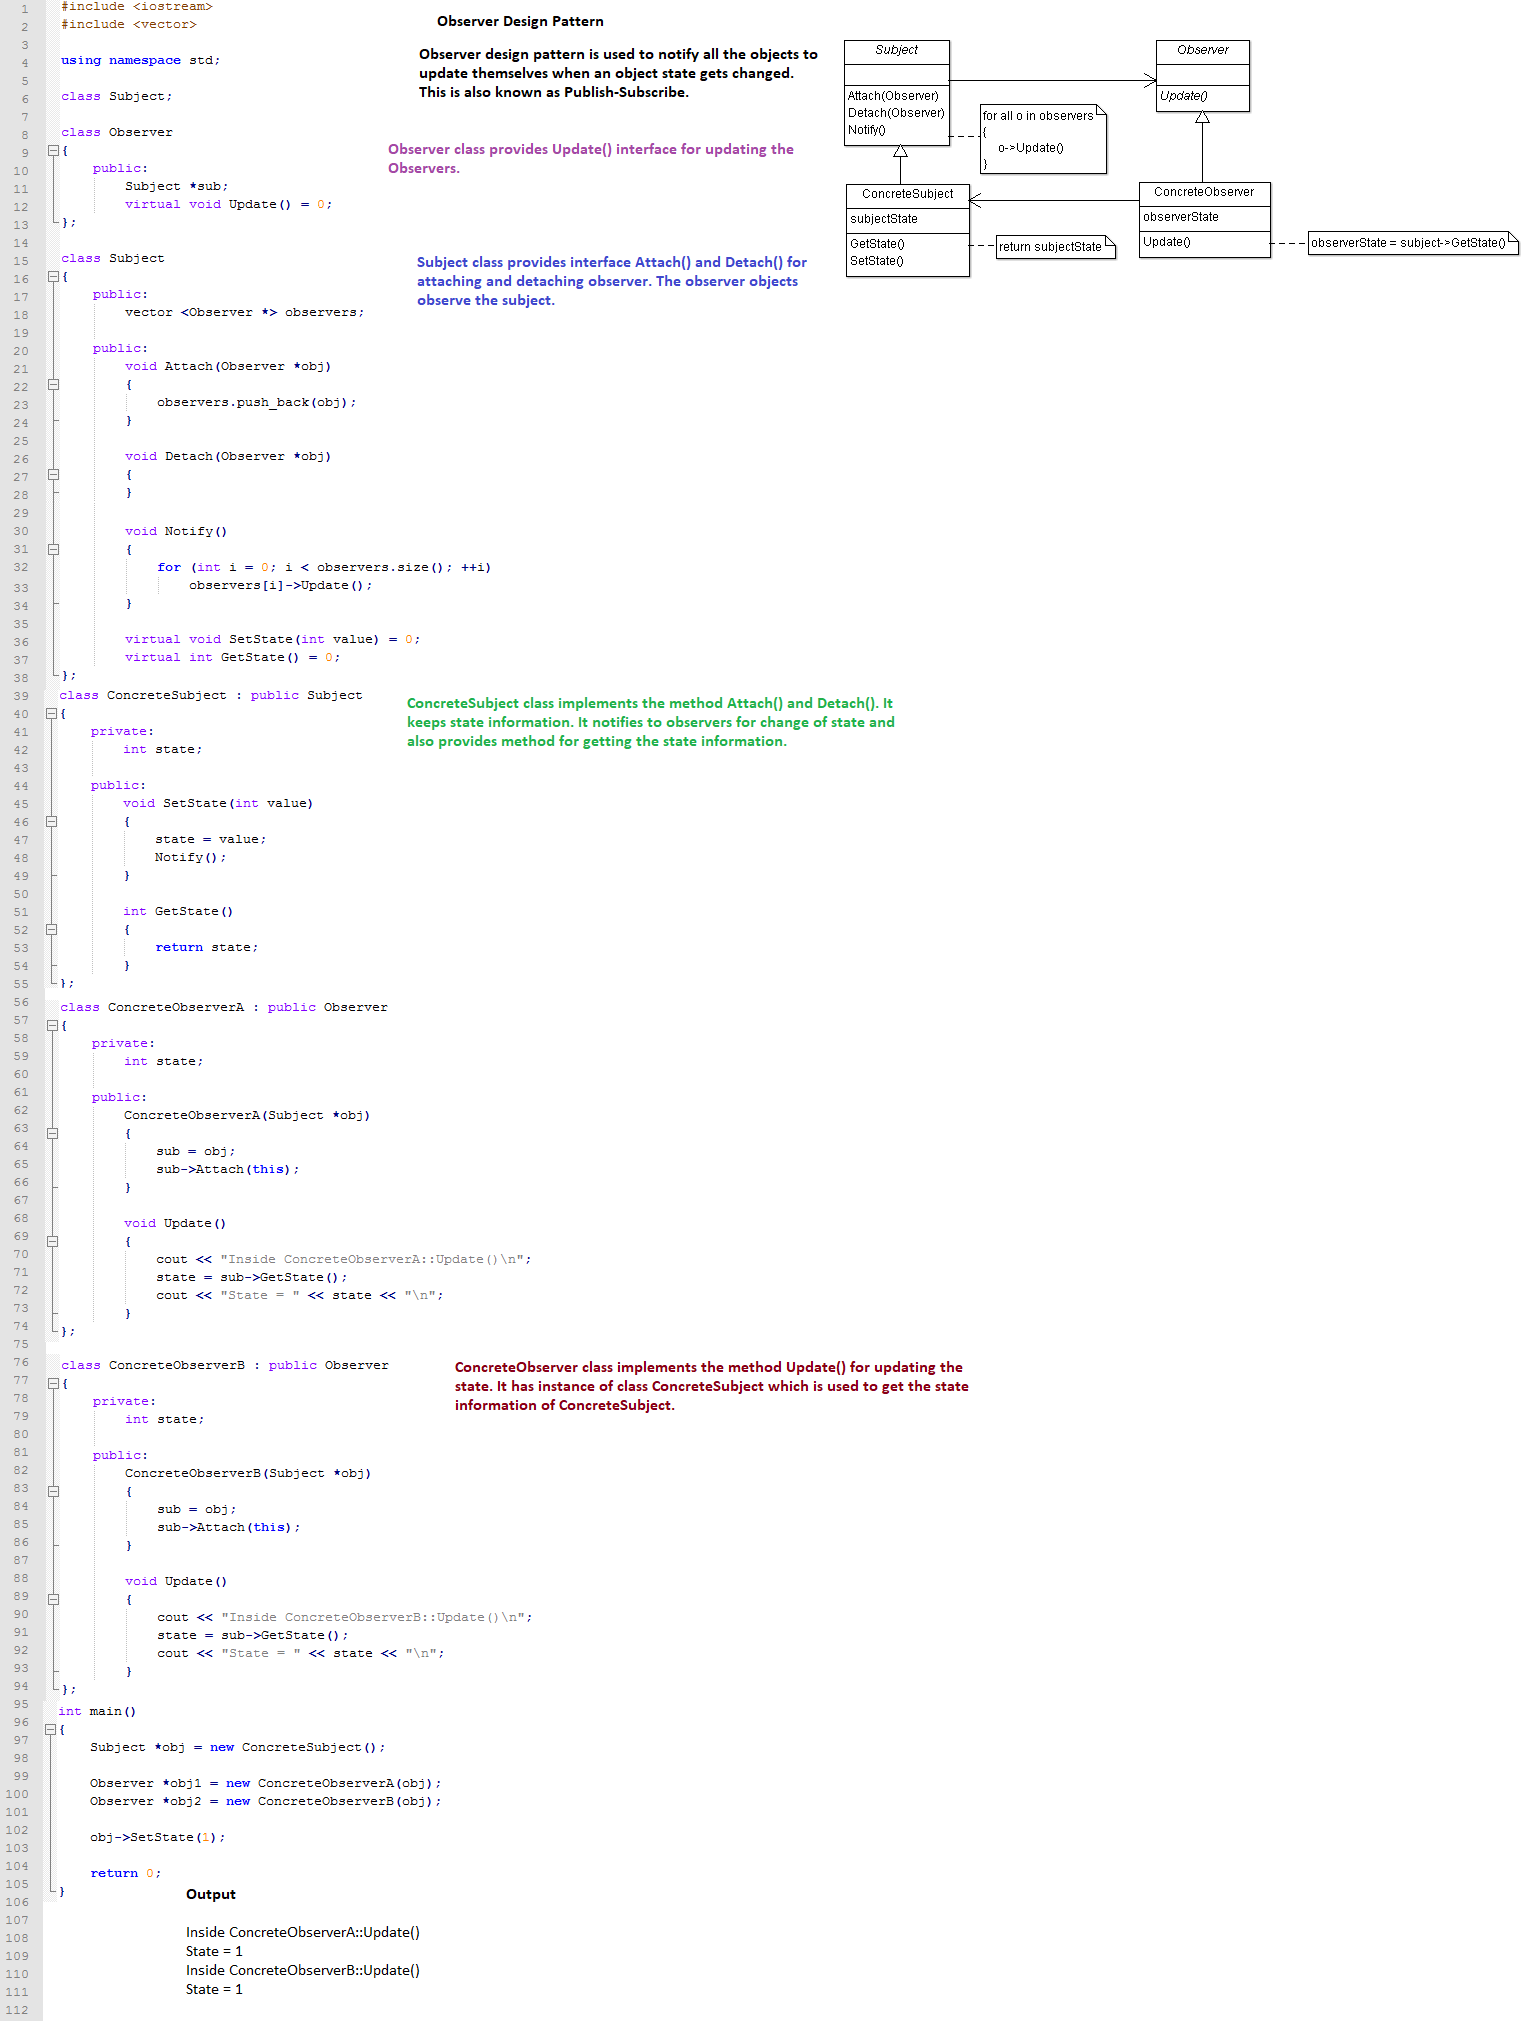 Observer Design Pattern
Observer design pattern is used to notify all the objects to
update themselves when an object state gets changed.
This is also known as Publish-Subscribe.
Subject
Attach(Observer)
Detach(Observer)
Notify()
Observer
Update()
for all o in observers
{
o->Update()
}
ConcreteSubject
subjectState
GetState()
SetState()
return subjectState
ConcreteObserver
observerState
Update()
observerState = subject->GetState()
1 #include <iostream>
2 #include <vector>
3
4 using namespace std;
5
6 class Subject;
7
8 class Observer
9 {
10 public:
11 Subject *sub;
12 virtual void Update() = 0;
13 };
Observer class provides Update() interface for updating the
Observers.
14
15 class Subject
16 {
17 public:
18 vector <Observer *> observers;
19
20 public:
21 void Attach(Observer *obj)
22 {
23 observers.push_back(obj);
24 }
25
26 void Detach(Observer *obj)
27 {
28 }
29
30 void Notify()
31 {
32 for (int i = 0; i < observers.size(); ++i)
33 observers[i]->Update();
34 }
35
36 virtual void SetState(int value) = 0;
37 virtual int GetState() = 0;
38 };
Subject class provides interface Attach() and Detach() for
attaching and detaching observer. The observer objects
observe the subject.
39 class ConcreteSubject : public Subject
40 {
41 private:
42 int state;
43
44 public:
45 void SetState(int value)
46 {
47 state = value;
48 Notify();
49 }
50
51 int GetState()
52 {
53 return state;
54 }
55 };
ConcreteSubject class implements the method Attach() and Detach(). It
keeps state information. It notifies to observers for change of state and
also provides method for getting the state information.
56 class ConcreteObserverA : public Observer
57 {
58 private:
59 int state;
60
61 public:
62 ConcreteObserverA(Subject *obj)
63 {
64 sub = obj;
65 sub->Attach(this);
66 }
67
68 void Update()
69 {
70 cout << "Inside ConcreteObserverA::Update()\n";
71 state = sub->GetState();
72 cout << "State = " << state << "\n";
73 }
74 };
75
76 class ConcreteObserverB : public Observer
77 {
78 private:
79 int state;
80
81 public:
82 ConcreteObserverB(Subject *obj)
83 {
84 sub = obj;
85 sub->Attach(this);
86 }
87
88 void Update()
89 {
90 cout << "Inside ConcreteObserverB::Update()\n";
91 state = sub->GetState();
92 cout << "State = " << state << "\n";
93 }
94 };
ConcreteObserver class implements the method Update() for updating the
state. It has instance of class ConcreteSubject which is used to get the state
information of ConcreteSubject.
95 int main()
96 {
97 Subject *obj = new ConcreteSubject();
98
99 Observer *obj1 = new ConcreteObserverA(obj);
100 Observer *obj2 = new ConcreteObserverB(obj);
101
102 obj->SetState(1);
103
104 return 0;
105 }
106 Output
107
108 Inside ConcreteObserverA::Update()
109 State = 1
110 Inside ConcreteObserverB::Update()
111 State = 1
112